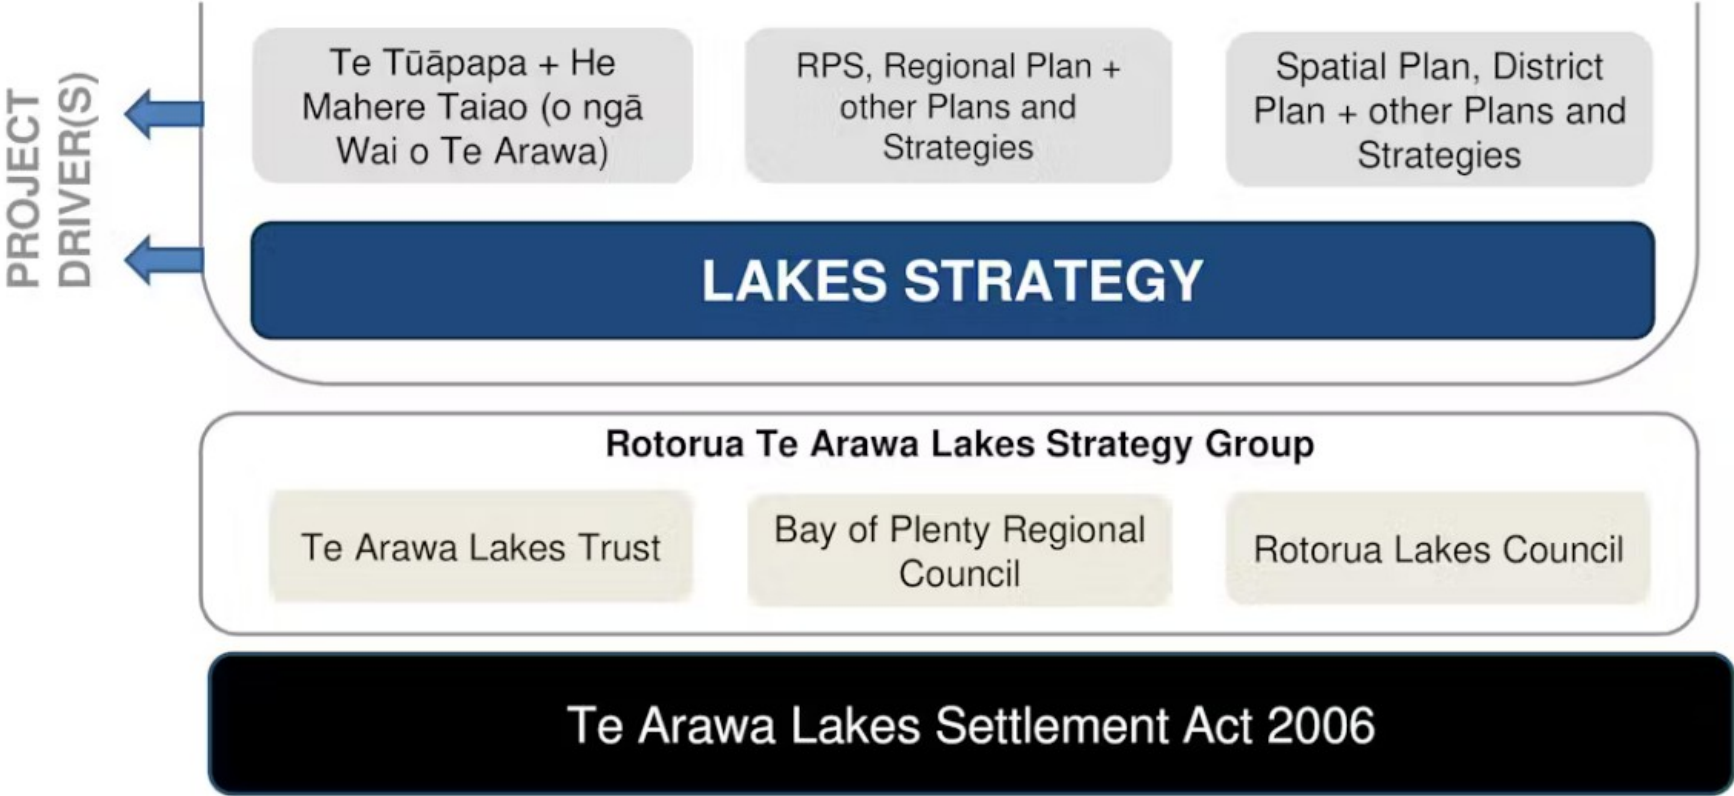 PROJECT
DRIVER(S)
Te Tūāpapa + He
Mahere Taiao (o ngā
Wai o Te Arawa)
RPS, Regional Plan +
other Plans and
Strategies
Spatial Plan, District
Plan + other Plans and
Strategies
LAKES STRATEGY
Rotorua Te Arawa Lakes Strategy Group
Te Arawa Lakes Trust
Bay of Plenty Regional
Council
Rotorua Lakes Council
Te Arawa Lakes Settlement Act 2006